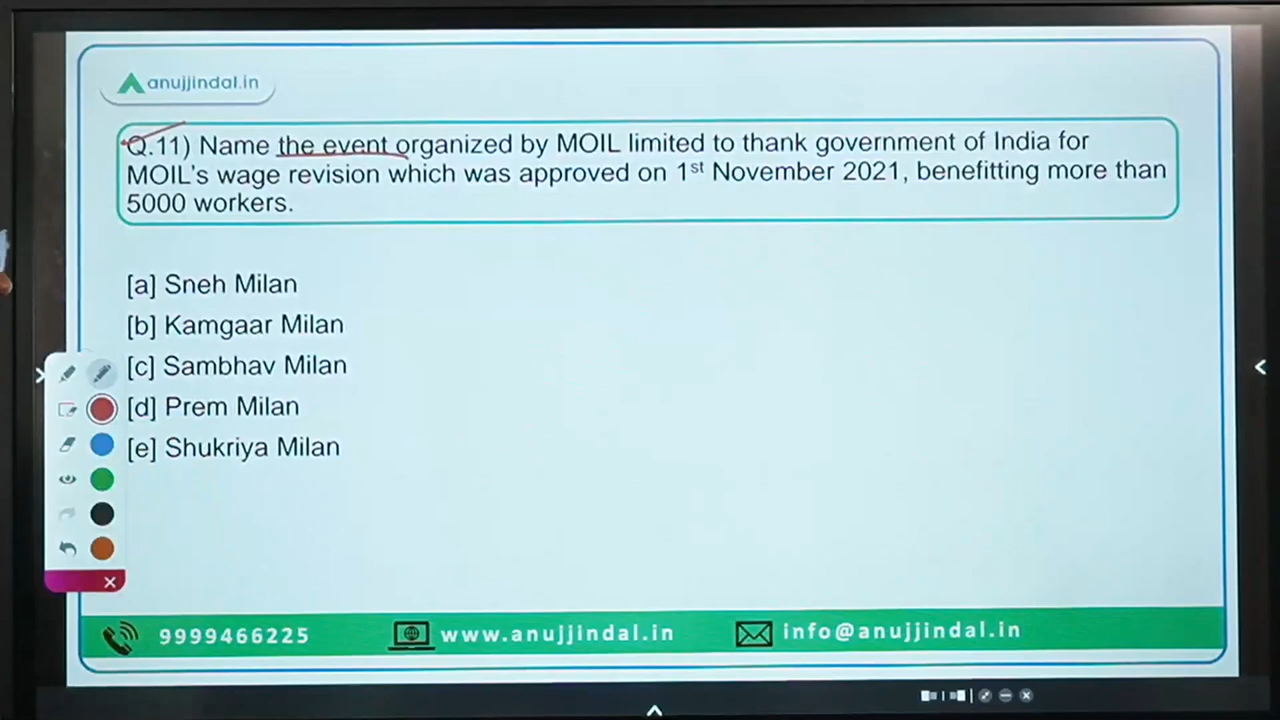 anujjindal.in
Q.11) Name the event organized by MOIL limited to thank government of India for
MOIL's wage revision which was approved on 1st November 2021, benefitting more than
5000 workers.
[a] Sneh Milan
[b] Kamgaar Milan
[c] Sambhav Milan
[d] Prem Milan
[e] Shukriya Milan
9999466225 www.anujjindal.in info@anujjindal.in